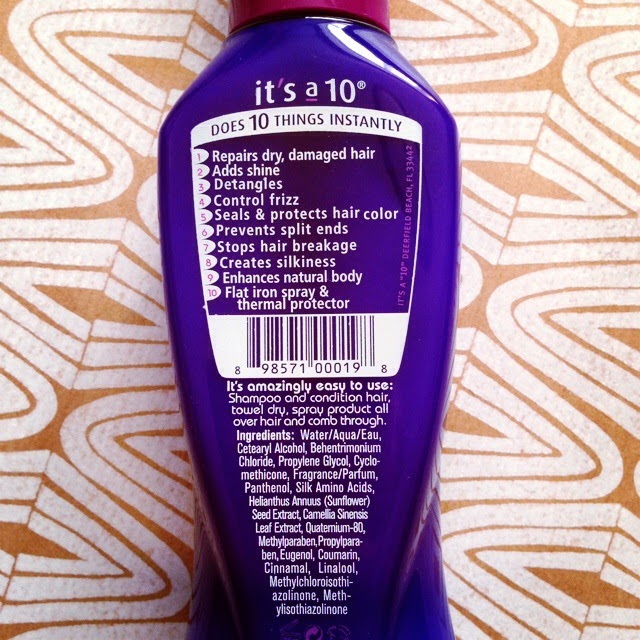 it's a 10®
DOES 10 THINGS INSTANTLY
1 Repairs dry, damaged hair
2 Adds shine
3 Detangles
4 Control frizz
5 Seals & protects hair color
6 Prevents split ends
7 Stops hair breakage
8 Creates silkiness
9 Enhances natural body
10 Flat iron spray &
thermal protector
IT'S A "10" DEERFIELD BEACH, FL 33442
8 98571 00019 8
It's amazingly easy to use:
Shampoo and condition hair,
towel dry, spray product all
over hair and comb through.
Ingredients: Water/Aqua/Eau,
Cetearyl Alcohol, Behentrimonium
Chloride, Propylene Glycol, Cyclo-
methicone, Fragrance/Parfum,
Panthenol, Silk Amino Acids,
Helianthus Annuus (Sunflower)
Seed Extract, Camellia Sinensis
Leaf Extract, Quaternium-80,
Methylparaben,Propylpara-
ben,Eugenol, Coumarin,
Cinnamal, Linalool,
Methylchloroisothi-
azolinone, Meth-
ylisothiazolinone